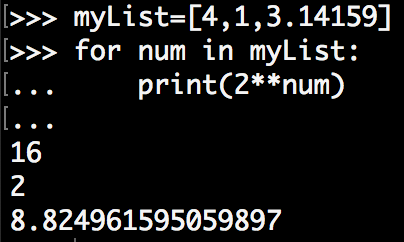 >>> myList=[4,1,3.14159]
>>> for num in myList:
...     print(2**num)
...
16
2
8.824961595059897